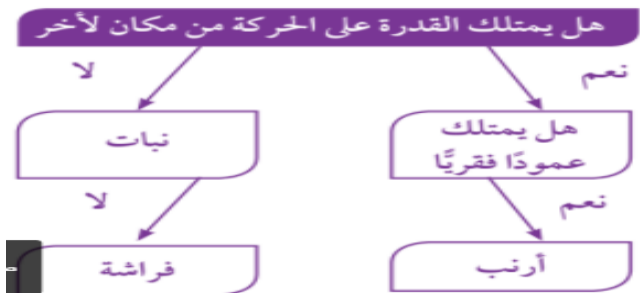 هل يمتلك القدرة على الحركة من مكان لأخر
نعم
لا
هل يمتلك
عمودًا فقريًّا
نبات
نعم
لا
أرنب
فراشة